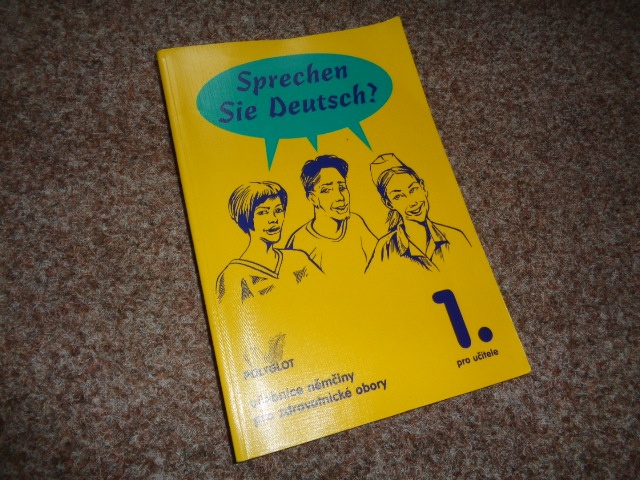 Sprechen
Sie Deutsch?
1.
pro učitele
POLYGLOT
učebnice němčiny
pro zdravotnické obory